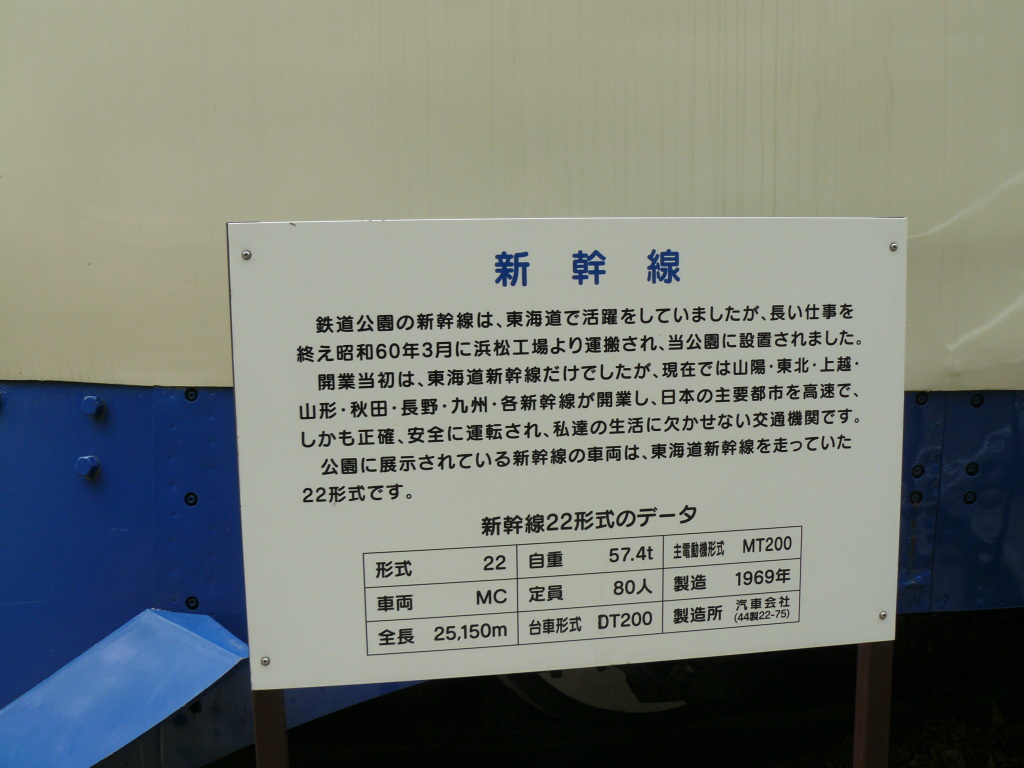 新幹線
鉄道公園の新幹線は、東海道で活躍をしていましたが、長い仕事を
終え昭和60年3月に浜松工場より運搬され、当公園に設置されました。
開業当初は、東海道新幹線だけでしたが、現在では山陽・東北・上越・
山形・秋田・長野・九州・各新幹線が開業し、日本の主要都市を高速で、
しかも正確、安全に運転され、私達の生活に欠かせない交通機関です。
公園に展示されている新幹線の車両は、東海道新幹線を走っていた
22形式です。
新幹線22形式のデータ
形式 22 自重 57.4t 主電動機形式 MT200
車両 MC 定員 80人 製造 1969年
全長 25,150m 台車形式 DT200 製造所 汽車会社
(44製22-75)